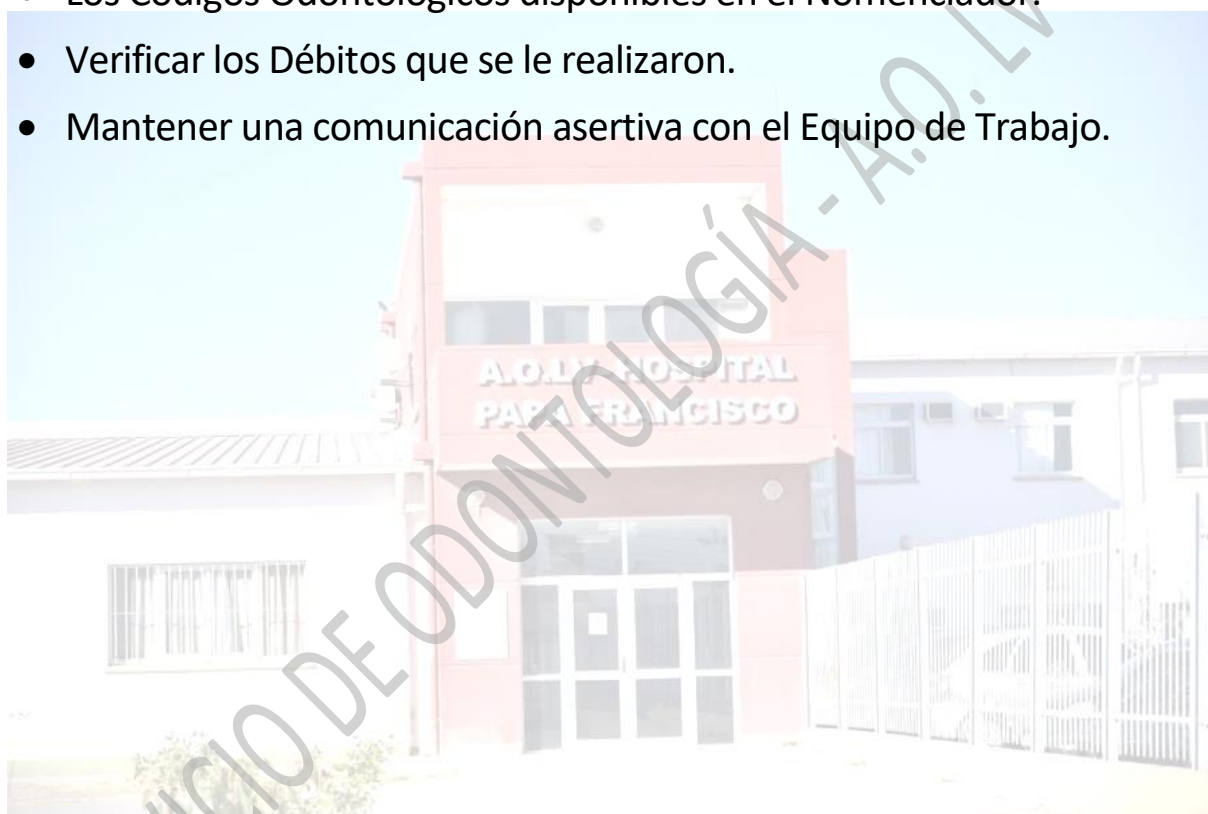 • Los Códigos Odontológicos disponibles en el Nomenclador.
• Verificar los Débitos que se le realizaron.
• Mantener una comunicación asertiva con el Equipo de Trabajo.
A.O.LV HOSPITAL
PAPA FRANCISCO
DE ODONTOLOGÍA - A.O. LV